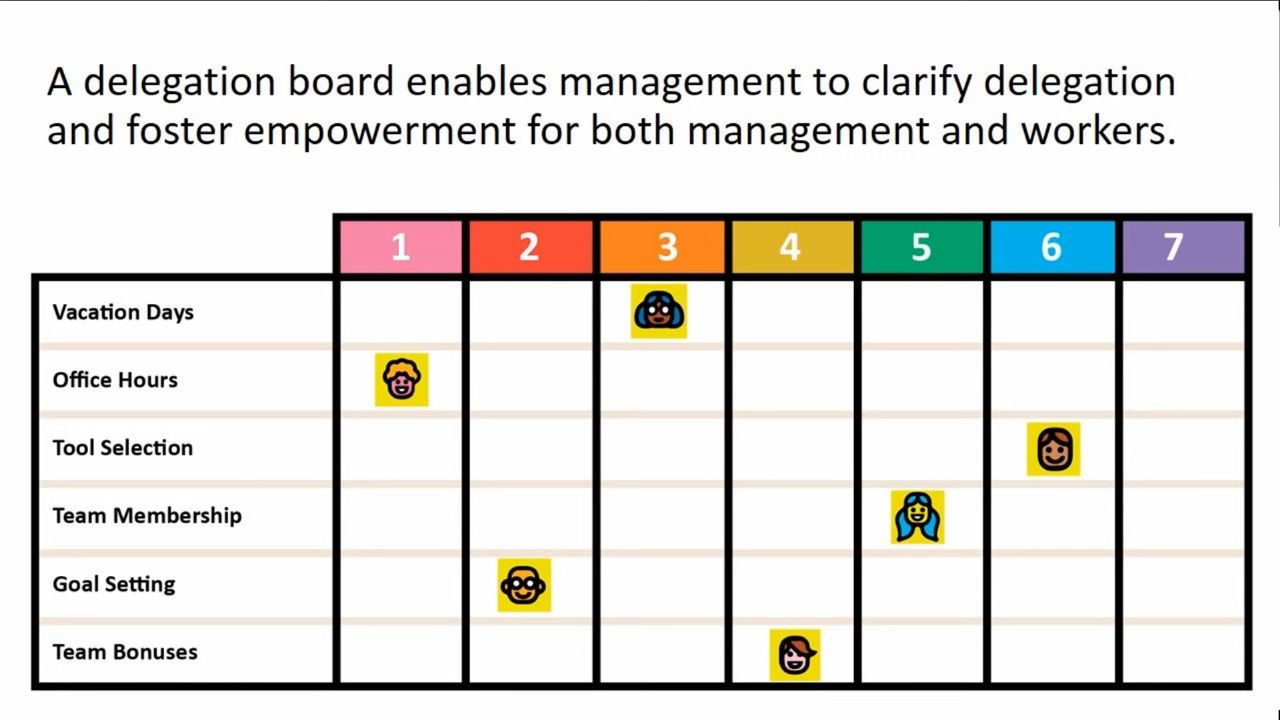 A delegation board enables management to clarify delegation
and foster empowerment for both management and workers.
1 2 3 4 5 6 7
Vacation Days
Office Hours
Tool Selection
Team Membership
Goal Setting
Team Bonuses